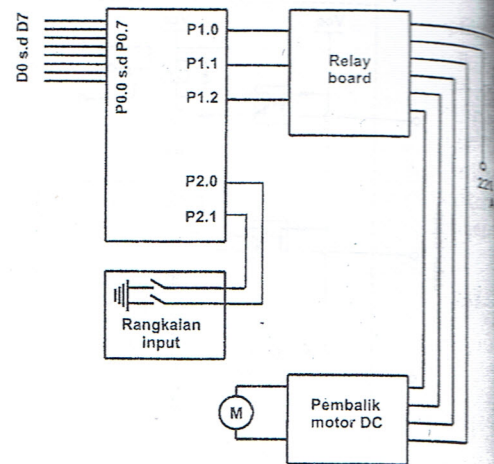 D0 s.d D7
P0.0 s.d P0.7
P1.0
P1.1
P1.2
P2.0
P2.1
Relay
board
Rangkaian
input
M
Pembalik
motor DC